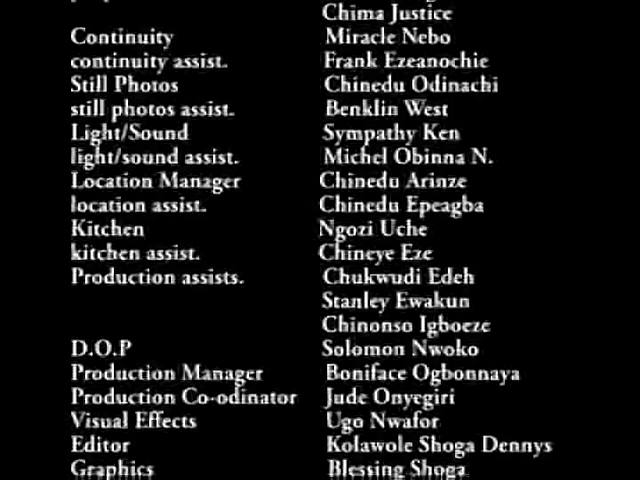 Chima Justice
Continuity Miracle Nebo
continuity assist. Frank Ezeanochie
Still Photos Chinedu Odinachi
still photos assist. Benklin West
Light/Sound Sympathy Ken
light/sound assist. Michel Obinna N.
Location Manager Chinedu Arinze
location assist. Chinedu Epeagba
Kitchen Ngozi Uche
kitchen assist. Chineye Eze
Production assists. Chukwudi Edeh
Stanley Ewakun
Chinonso Igboeze
D.O.P Solomon Nwoko
Production Manager Boniface Ogbonnaya
Production Co-odinator Jude Onyegiri
Visual Effects Ugo Nwafor
Editor Kolawole Shoga Dennys
Graphics Blessing Shoga